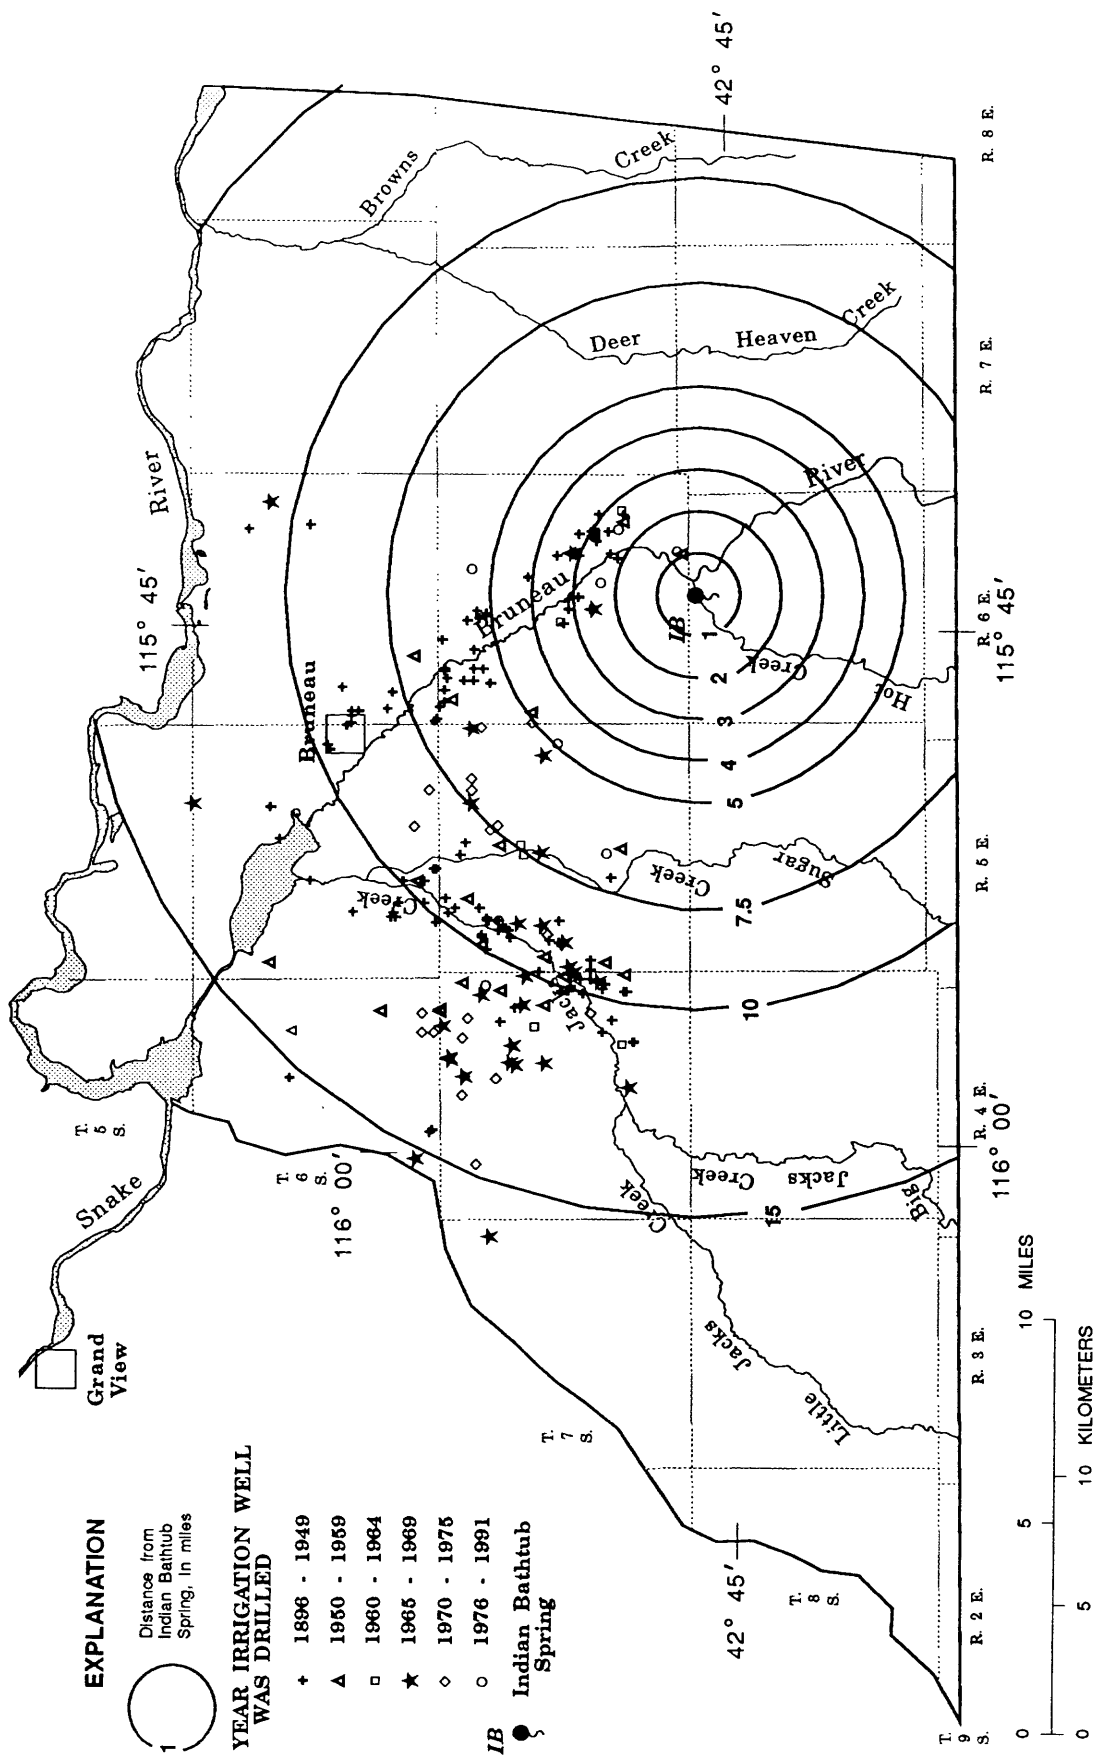 EXPLANATION
1
Distance from
Indian Bathtub
Spring, in miles
YEAR IRRIGATION WELL
WAS DRILLED
1896 - 1949
1950 - 1959
1960 - 1964
1965 - 1969
1970 - 1975
1976 - 1991
IB
Indian Bathtub
Spring
Grand
View
Snake
River
115° 45'
116° 00'
42° 45'
T.
5
S.
T.
6
S.
T.
7
S.
T.
8
S.
T.
9
S.
Bruneau
Bruneau
River
Browns
Creek
Deer
Heaven
Creek
Creek
Jacks
Creek
Sugar
Hot
Creek
IB
1
2
3
4
5
7.5
10
15
Little
Jacks
Creek
Big
Jacks
Creek
42° 45'
R. 2 E.
R. 3 E.
R. 4 E.
R. 5 E.
R. 6 E.
R. 7 E.
R. 8 E.
116° 00'
115° 45'
0
5
10 MILES
0
5
10 KILOMETERS